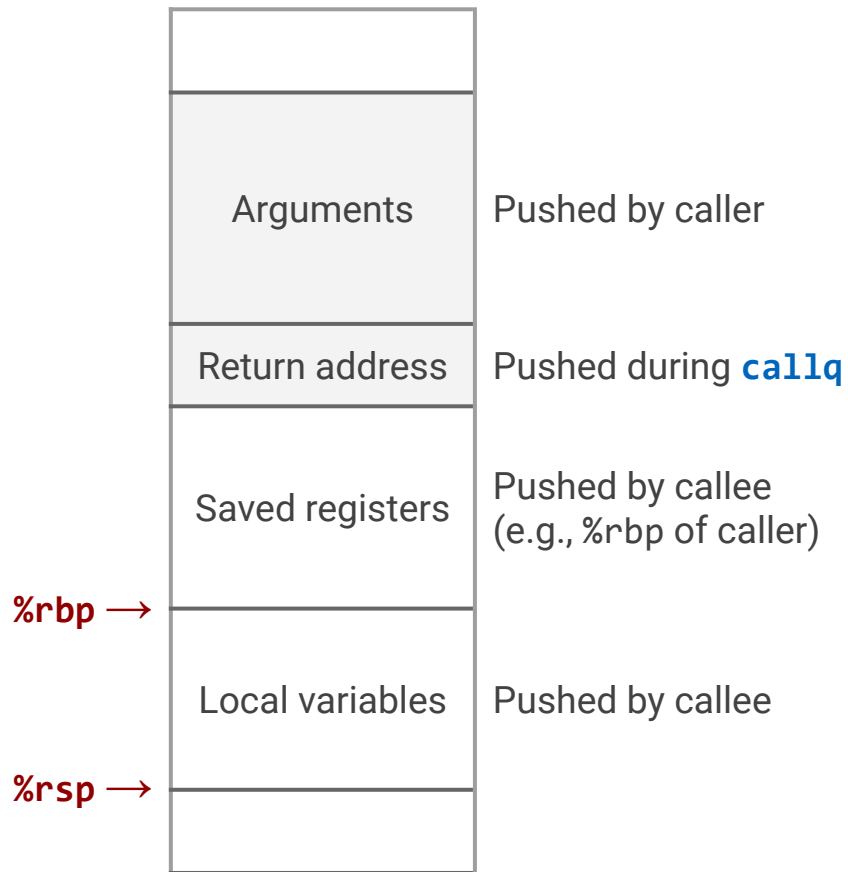 Arguments
Pushed by caller
Return address
Pushed during callq
Saved registers
Pushed by callee
(e.g., %rbp of caller)
%rbp →
Local variables
Pushed by callee
%rsp →